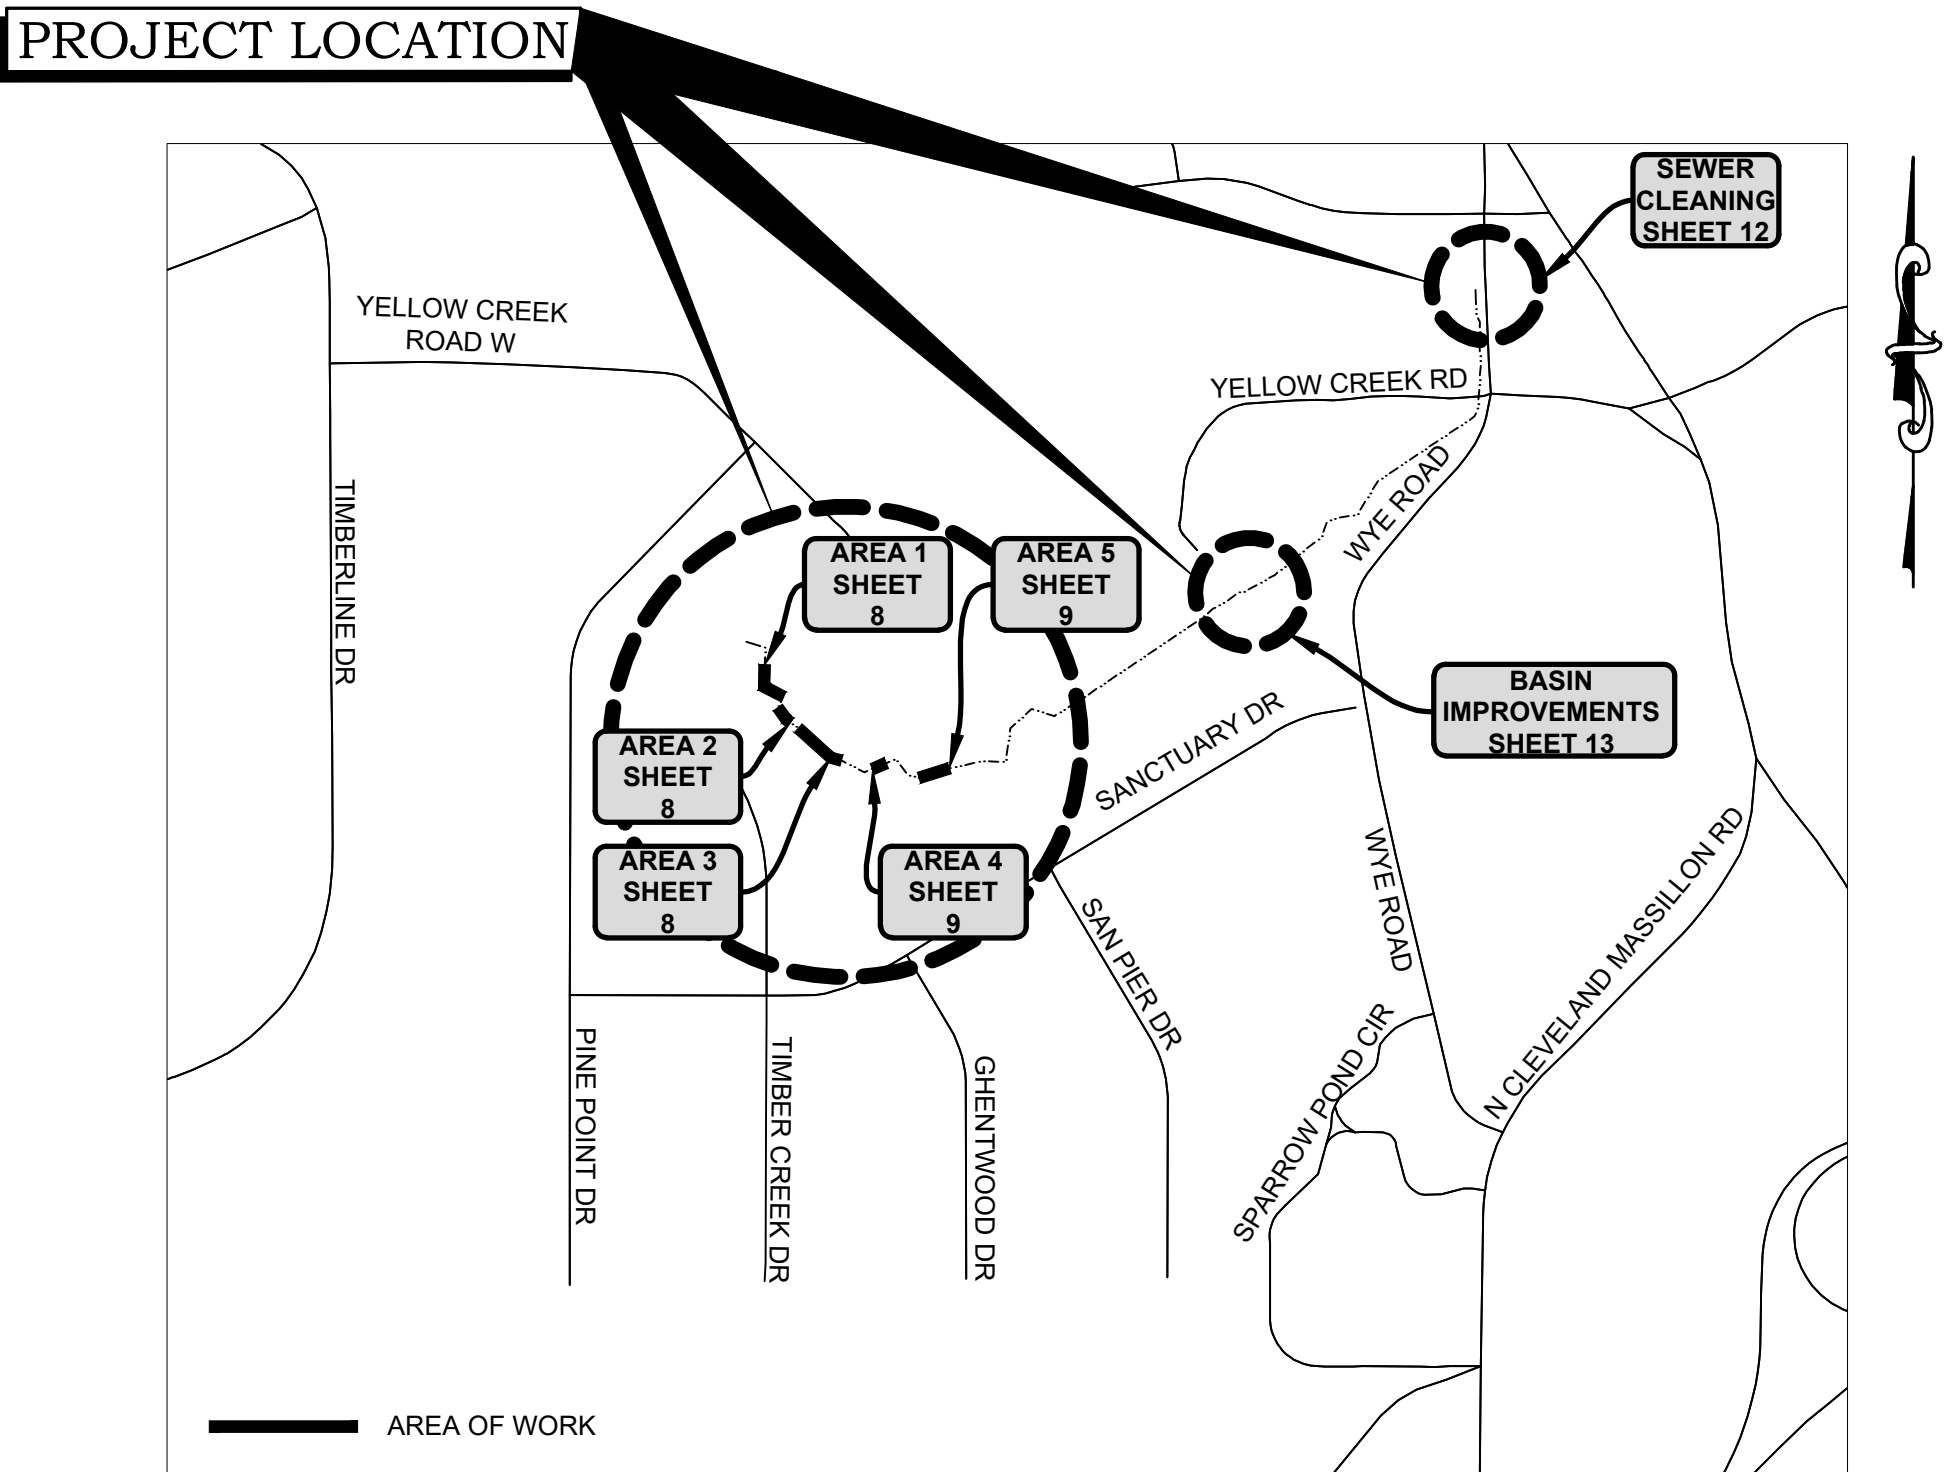 PROJECT LOCATION
SEWER
CLEANING
SHEET 12
YELLOW CREEK
ROAD W
YELLOW CREEK RD
WYE ROAD
TIMBERLINE DR
AREA 1
SHEET
8
AREA 5
SHEET
9
BASIN
IMPROVEMENTS
SHEET 13
SANCTUARY DR
AREA 2
SHEET
8
AREA 3
SHEET
8
AREA 4
SHEET
9
WYE ROAD
N CLEVELAND MASSILLON RD
SAN PIER DR
PINE POINT DR
TIMBER CREEK DR
GHENTWOOD DR
SPARROW POND CIR
AREA OF WORK